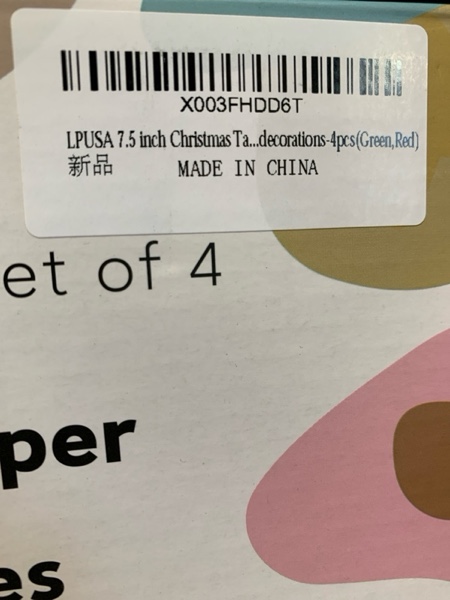 X003FHDD6T
LPUSA 7.5 inch Christmas Ta...decorations-4pcs(Green,Red)
新品 MADE IN CHINA
et of 4
per
es